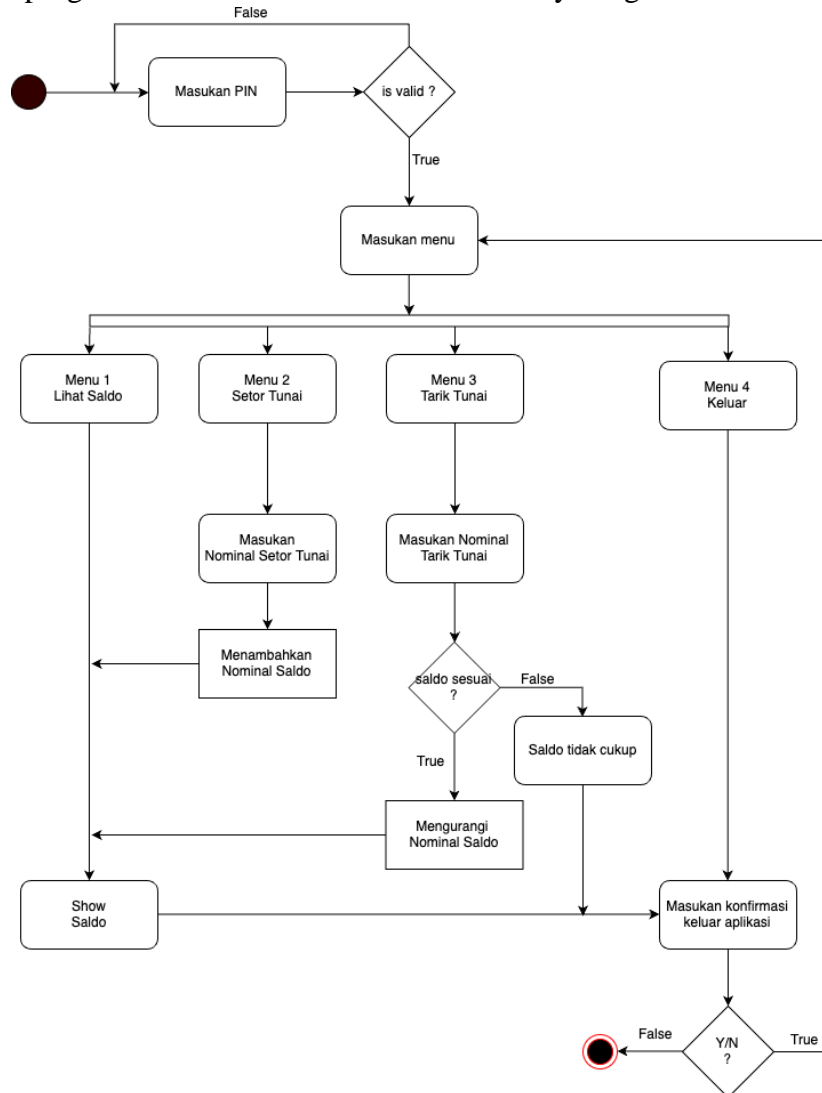 False
Masukan PIN
is valid ?
True
Masukan menu
Menu 1
Lihat Saldo
Menu 2
Setor Tunai
Menu 3
Tarik Tunai
Menu 4
Keluar
Masukan
Nominal Setor Tunai
Masukan Nominal
Tarik Tunai
Menambahkan
Nominal Saldo
saldo sesuai
?
False
Saldo tidak cukup
True
Mengurangi
Nominal Saldo
Show
Saldo
Masukan konfirmasi
keluar aplikasi
False
Y/N
?
True